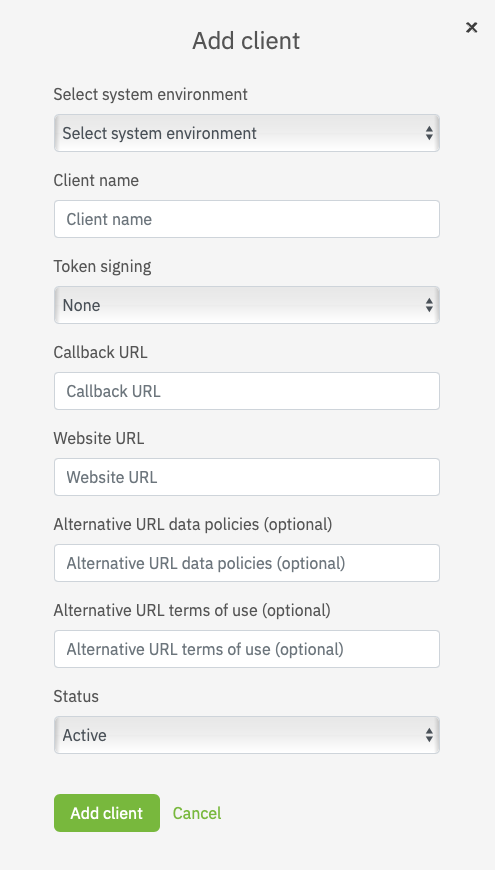 ×
Add client
Select system environment
Select system environment
Client name
Client name
Token signing
None
Callback URL
Callback URL
Website URL
Website URL
Alternative URL data policies (optional)
Alternative URL data policies (optional)
Alternative URL terms of use (optional)
Alternative URL terms of use (optional)
Status
Active
Add client Cancel